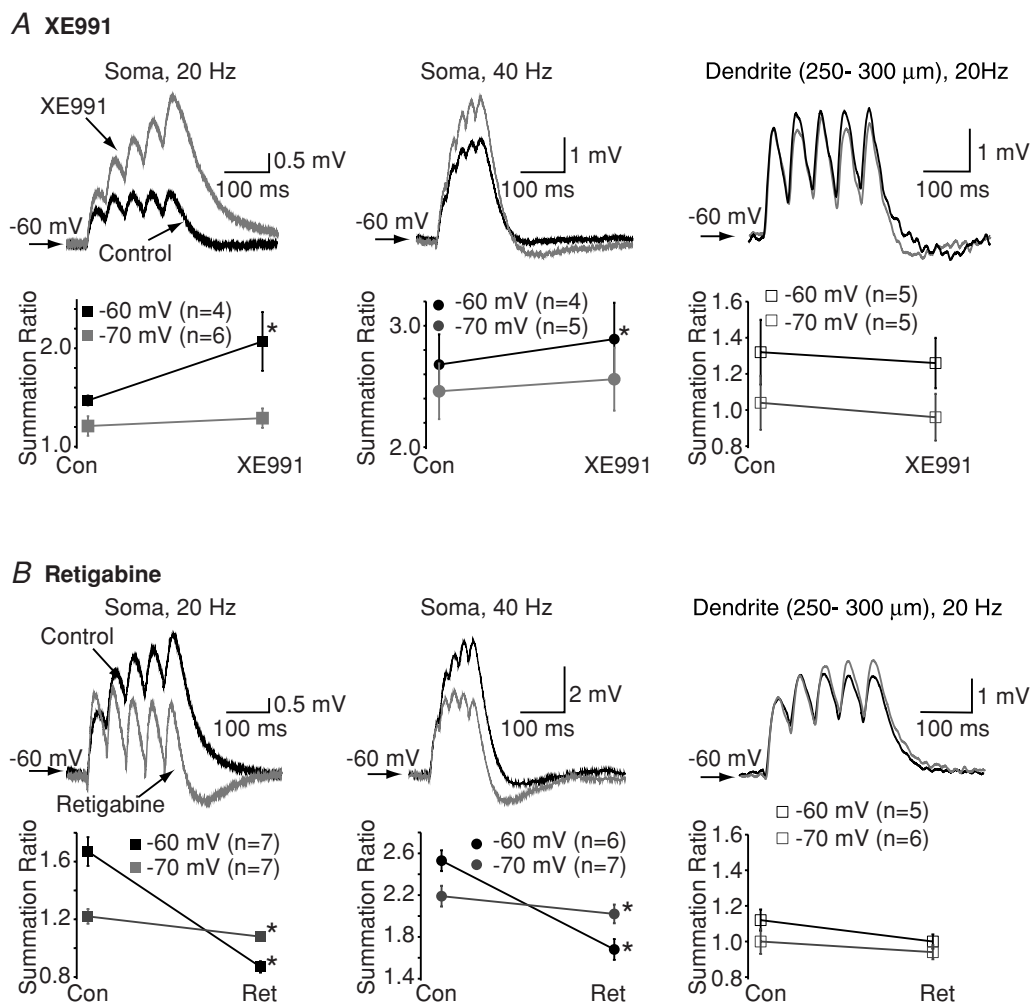 A XE991
Soma, 20 Hz
XE991
0.5 mV
100 ms
-60 mV
Control
Soma, 40 Hz
1 mV
100 ms
Dendrite (250- 300 μm), 20Hz
1 mV
100 ms
-60 mV
Summation Ratio
2.0
1.0
-60 mV (n=4)
-70 mV (n=6)
*
Con
XE991
Summation Ratio
3.0
2.0
-60 mV (n=4)
-70 mV (n=5)
*
Con
XE991
Summation Ratio
1.6
1.4
1.2
1.0
0.8
-60 mV (n=5)
-70 mV (n=5)
Con
XE991
B Retigabine
Soma, 20 Hz
Control
0.5 mV
100 ms
-60 mV
Retigabine
Soma, 40 Hz
2 mV
100 ms
Dendrite (250- 300 μm), 20 Hz
1 mV
100 ms
-60 mV
Summation Ratio
1.6
1.2
0.8
-60 mV (n=7)
-70 mV (n=7)
*
*
Con
Ret
Summation Ratio
2.6
2.2
1.8
1.4
-60 mV (n=6)
-70 mV (n=7)
*
*
Con
Ret
Summation Ratio
1.6
1.4
1.2
1.0
0.8
-60 mV (n=5)
-70 mV (n=6)
Con
Ret